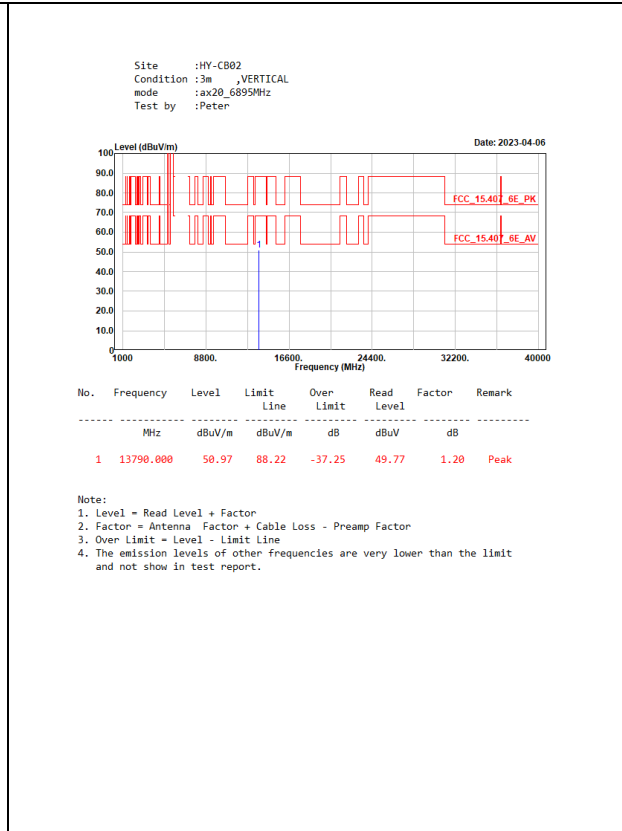 Site :HY-CB02
Condition :3m ,VERTICAL
mode :ax20_6895MHz
Test by :Peter
Level (dBuV/m) Date: 2023-04-06
100
90.0
80.0
FCC_15.407_6E_PK
70.0
60.0
FCC_15.407_6E_AV
1
50.0
40.0
30.0
20.0
10.0
0
1000 8800. 16600. 24400. 32200. 40000
Frequency (MHz)
No. Frequency Level Limit Over Read Factor Remark
Line Limit Level
------ ----------- -------- --------- --------- --------- -------- ---------
MHz dBuV/m dBuV/m dB dBuV dB
1 13790.000 50.97 88.22 -37.25 49.77 1.20 Peak
Note:
1. Level = Read Level + Factor
2. Factor = Antenna Factor + Cable Loss - Preamp Factor
3. Over Limit = Level - Limit Line
4. The emission levels of other frequencies are very lower than the limit
and not show in test report.